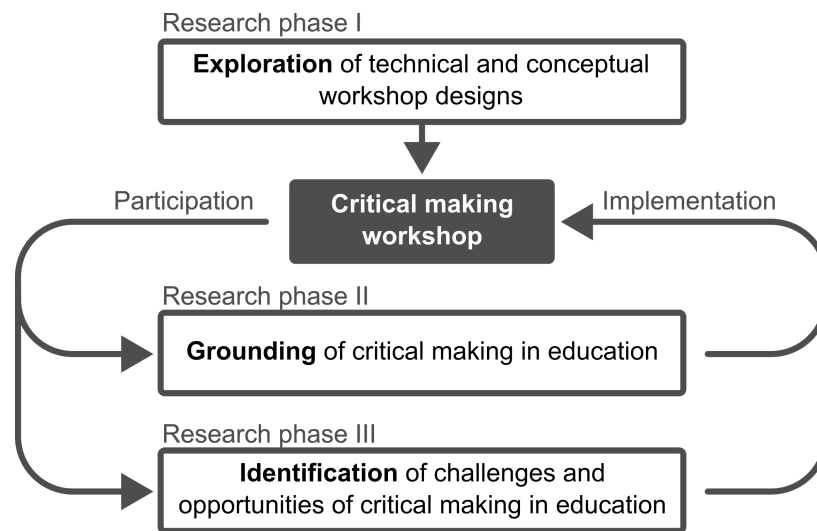 Research phase I
Exploration of technical and conceptual
workshop designs
Participation
Critical making
workshop
Implementation
Research phase II
Grounding of critical making in education
Research phase III
Identification of challenges and
opportunities of critical making in education